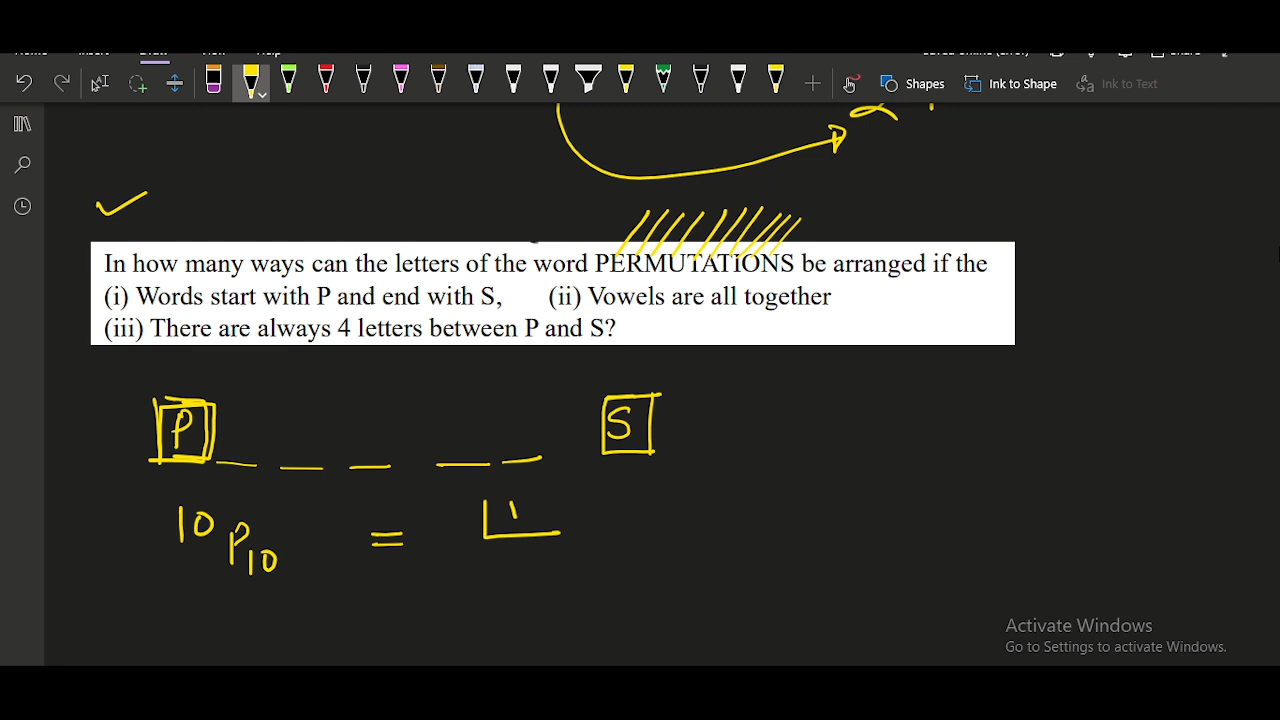 Shapes Ink to Shape Ink to Text
In how many ways can the letters of the word PERMUTATIONS be arranged if the
(i) Words start with P and end with S, (ii) Vowels are all together
(iii) There are always 4 letters between P and S?
P S
10 P10 =
Activate Windows
Go to Settings to activate Windows.